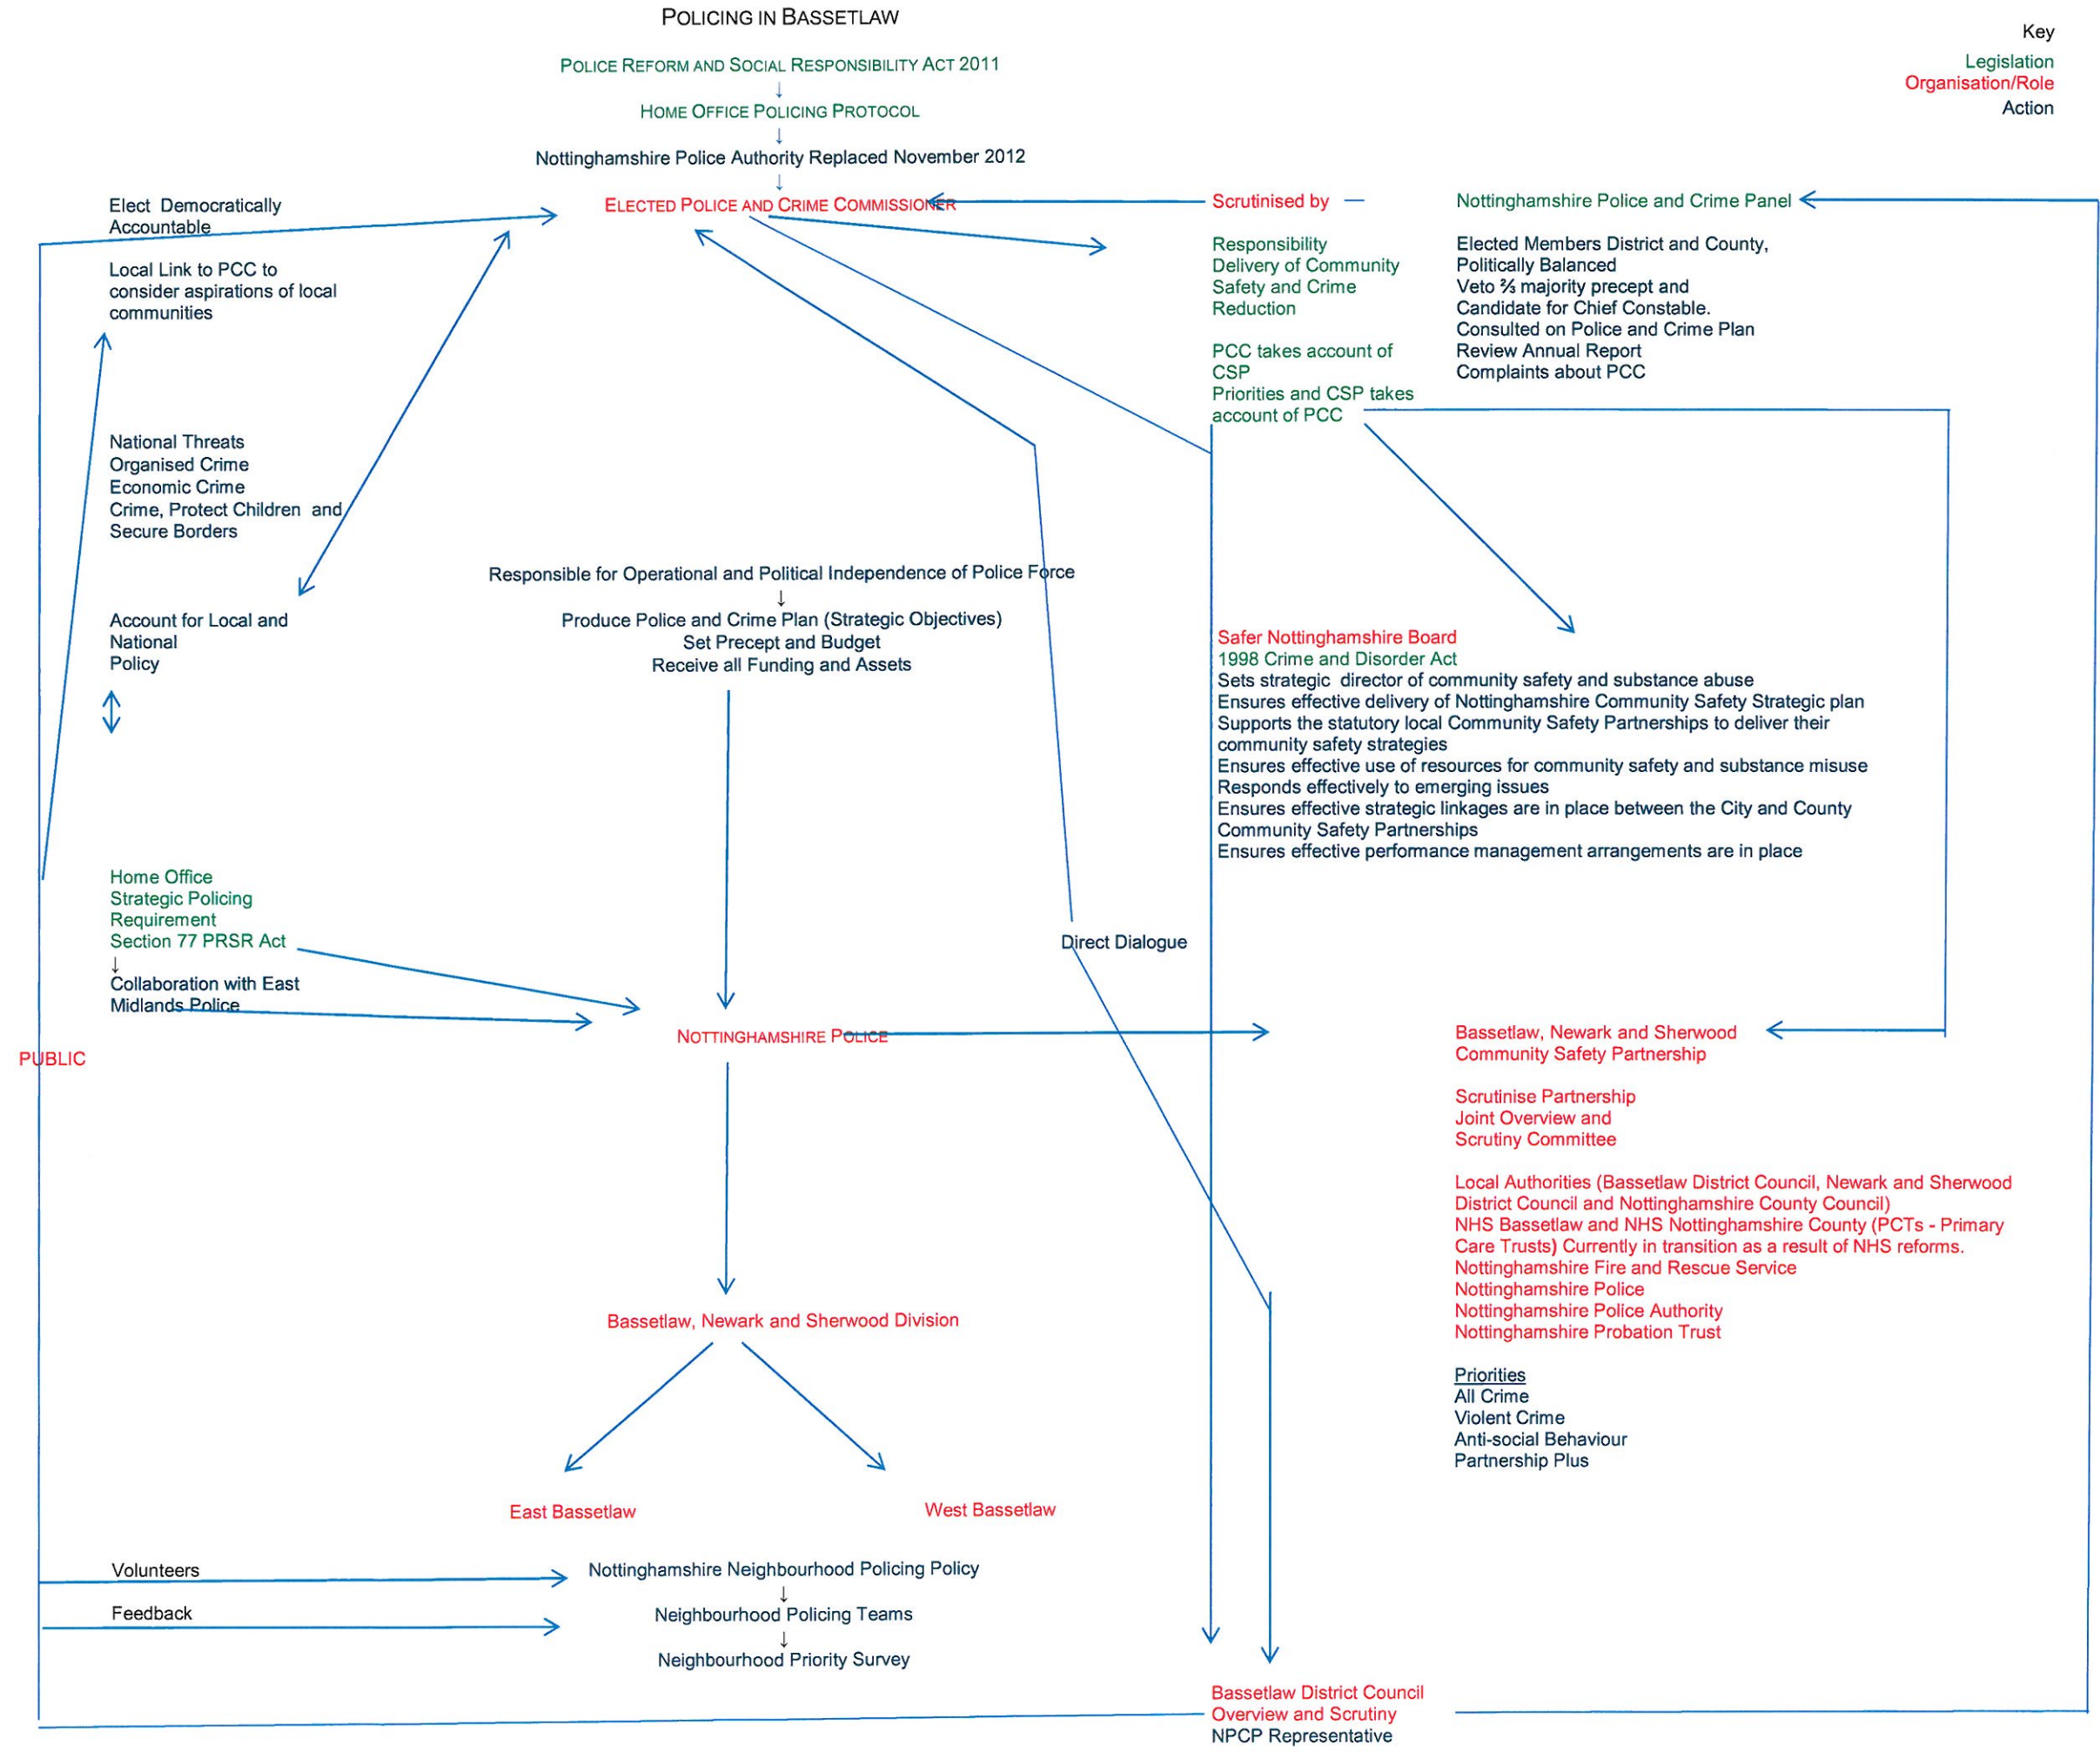 POLICING IN BASSETLAW
Key
Legislation
Organisation/Role
Action
POLICE REFORM AND SOCIAL RESPONSIBILITY ACT 2011
↓
HOME OFFICE POLICING PROTOCOL
↓
Nottinghamshire Police Authority Replaced November 2012
↓
ELECTED POLICE AND CRIME COMMISSIONER
Scrutinised by —
Nottinghamshire Police and Crime Panel
Elect Democratically
Accountable
Local Link to PCC to
consider aspirations of local
communities
Responsibility
Delivery of Community
Safety and Crime
Reduction
PCC takes account of
CSP
Priorities and CSP takes
account of PCC
Elected Members District and County,
Politically Balanced
Veto ⅔ majority precept and
Candidate for Chief Constable.
Consulted on Police and Crime Plan
Review Annual Report
Complaints about PCC
National Threats
Organised Crime
Economic Crime
Crime, Protect Children and
Secure Borders
Responsible for Operational and Political Independence of Police Force
↓
Produce Police and Crime Plan (Strategic Objectives)
Set Precept and Budget
Receive all Funding and Assets
Account for Local and
National
Policy
Safer Nottinghamshire Board
1998 Crime and Disorder Act
Sets strategic director of community safety and substance abuse
Ensures effective delivery of Nottinghamshire Community Safety Strategic plan
Supports the statutory local Community Safety Partnerships to deliver their
community safety strategies
Ensures effective use of resources for community safety and substance misuse
Responds effectively to emerging issues
Ensures effective strategic linkages are in place between the City and County
Community Safety Partnerships
Ensures effective performance management arrangements are in place
Home Office
Strategic Policing
Requirement
Section 77 PRSR Act
↓
Collaboration with East
Midlands Police
Direct Dialogue
PUBLIC
NOTTINGHAMSHIRE POLICE
Bassetlaw, Newark and Sherwood
Community Safety Partnership
Scrutinise Partnership
Joint Overview and
Scrutiny Committee
Local Authorities (Bassetlaw District Council, Newark and Sherwood
District Council and Nottinghamshire County Council)
NHS Bassetlaw and NHS Nottinghamshire County (PCTs - Primary
Care Trusts) Currently in transition as a result of NHS reforms.
Nottinghamshire Fire and Rescue Service
Nottinghamshire Police
Nottinghamshire Police Authority
Nottinghamshire Probation Trust
Priorities
All Crime
Violent Crime
Anti-social Behaviour
Partnership Plus
Bassetlaw, Newark and Sherwood Division
East Bassetlaw
West Bassetlaw
Volunteers
Feedback
Nottinghamshire Neighbourhood Policing Policy
↓
Neighbourhood Policing Teams
↓
Neighbourhood Priority Survey
Bassetlaw District Council
Overview and Scrutiny
NPCP Representative